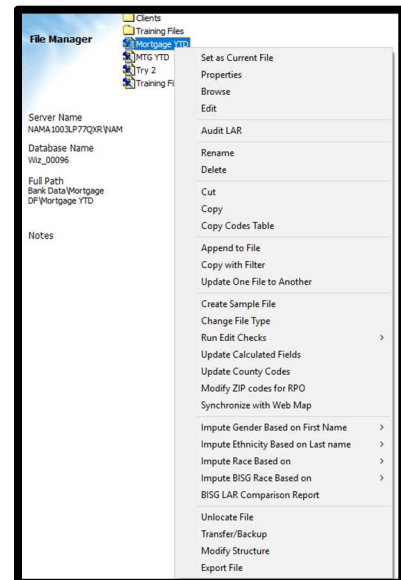 Clients
Training Files
File Manager
Mortgage YTD
MTG YTD
Try 2
Training Fi
Server Name
NAMA1003LP77QXR\NAM
Database Name
Wiz_00096
Full Path
Bank Data\Mortgage
DF\Mortgage YTD
Notes
Set as Current File
Properties
Browse
Edit
Audit LAR
Rename
Delete
Cut
Copy
Copy Codes Table
Append to File
Copy with Filter
Update One File to Another
Create Sample File
Change File Type
Run Edit Checks >
Update Calculated Fields
Update County Codes
Modify ZIP codes for RPO
Synchronize with Web Map
Impute Gender Based on First Name >
Impute Ethnicity Based on Last name >
Impute Race Based on >
Impute BISG Race Based on >
BISG LAR Comparison Report
Unlocate File
Transfer/Backup
Modify Structure
Export File